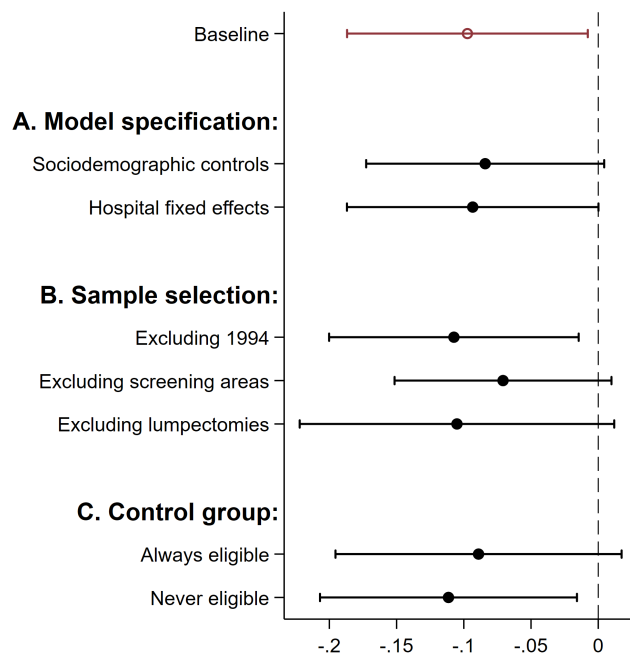 Baseline
A. Model specification:
Sociodemographic controls
Hospital fixed effects
B. Sample selection:
Excluding 1994
Excluding screening areas
Excluding lumpectomies
C. Control group:
Always eligible
Never eligible
-.2 -.15 -.1 -.05 0